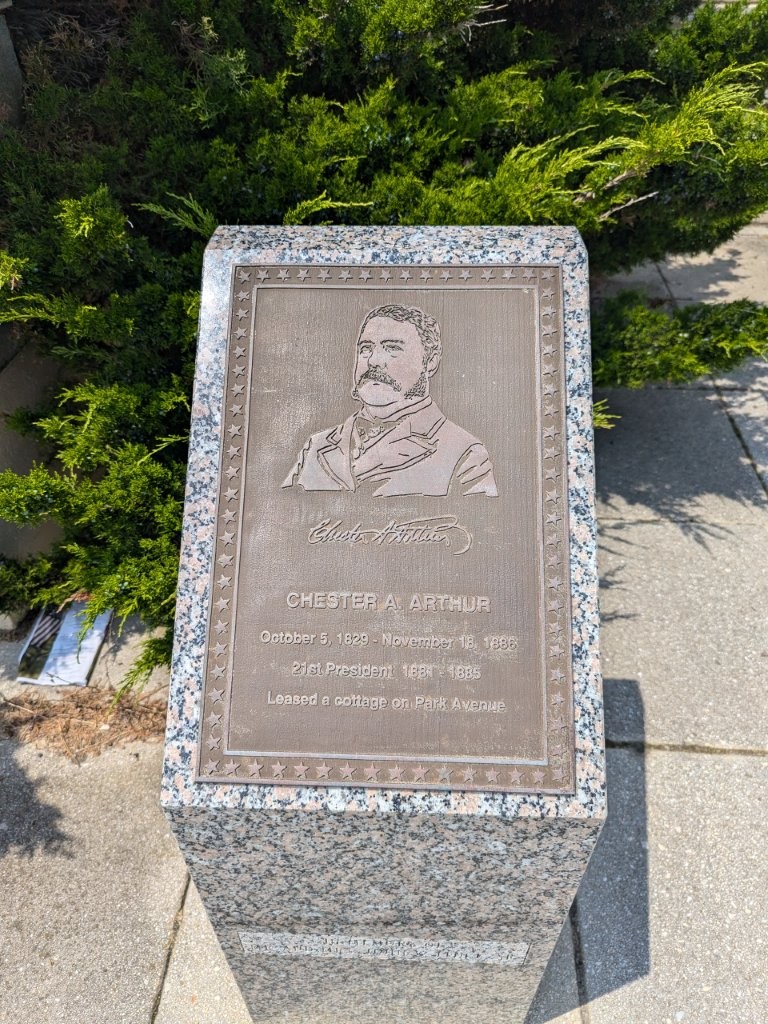 Chester A. Arthur
CHESTER A. ARTHUR
October 5, 1829 - November 18, 1886
21st President 1881 - 1885
Leased a cottage on Park Avenue